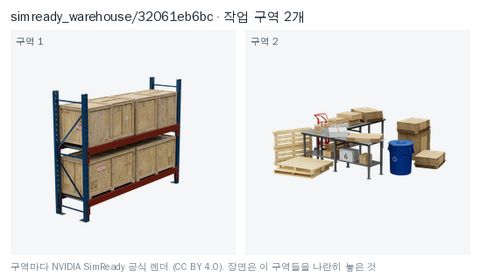 simready_warehouse/32061eb6bc · 작업 구역 2개
구역 1
구역 2
구역마다 NVIDIA SimReady 공식 렌더 (CC BY 4.0). 장면은 이 구역들을 나란히 놓은 것